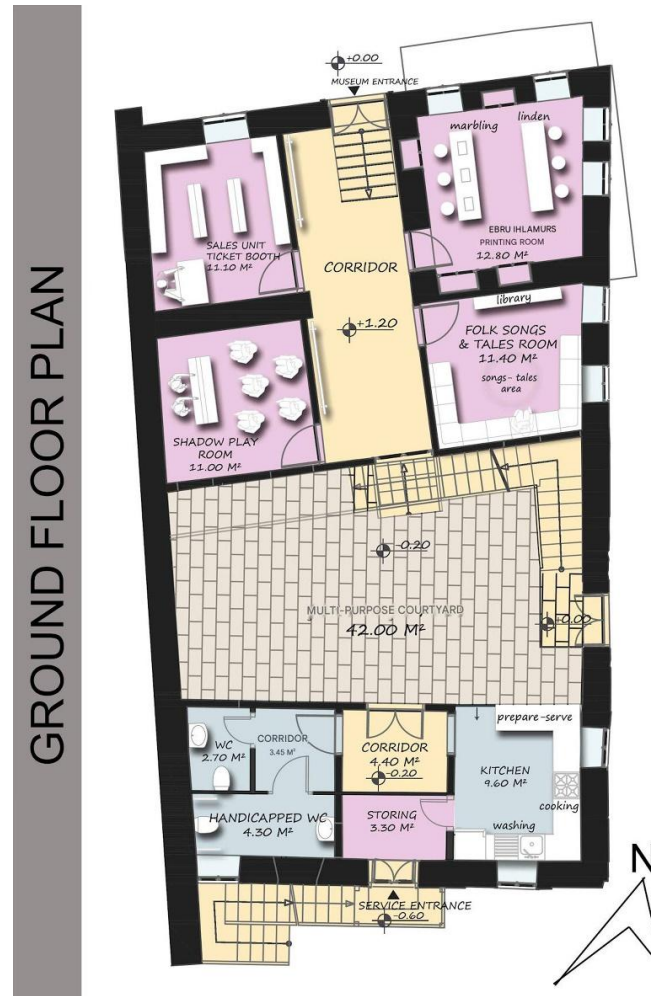 GROUND FLOOR PLAN
+0.00
MUSEUM ENTRANCE
marbling
linden
EBRU IHLAMURS
PRINTING ROOM
12.80 M²
SALES UNIT
TICKET BOOTH
11.10 M²
CORRIDOR
+1.20
library
FOLK SONGS
& TALES ROOM
11.40 M²
songs-tales
area
SHADOW PLAY
ROOM
11.00 M²
-0.20
MULTI-PURPOSE COURTYARD
42.00 M²
+0.00
prepare-serve
WC
2.70 M²
CORRIDOR
3.45 M²
CORRIDOR
4.40 M²
-0.20
KITCHEN
9.60 M²
cooking
HANDICAPPED WC
4.30 M²
STORING
3.30 M²
washing
SERVICE ENTRANCE
-0.60
N